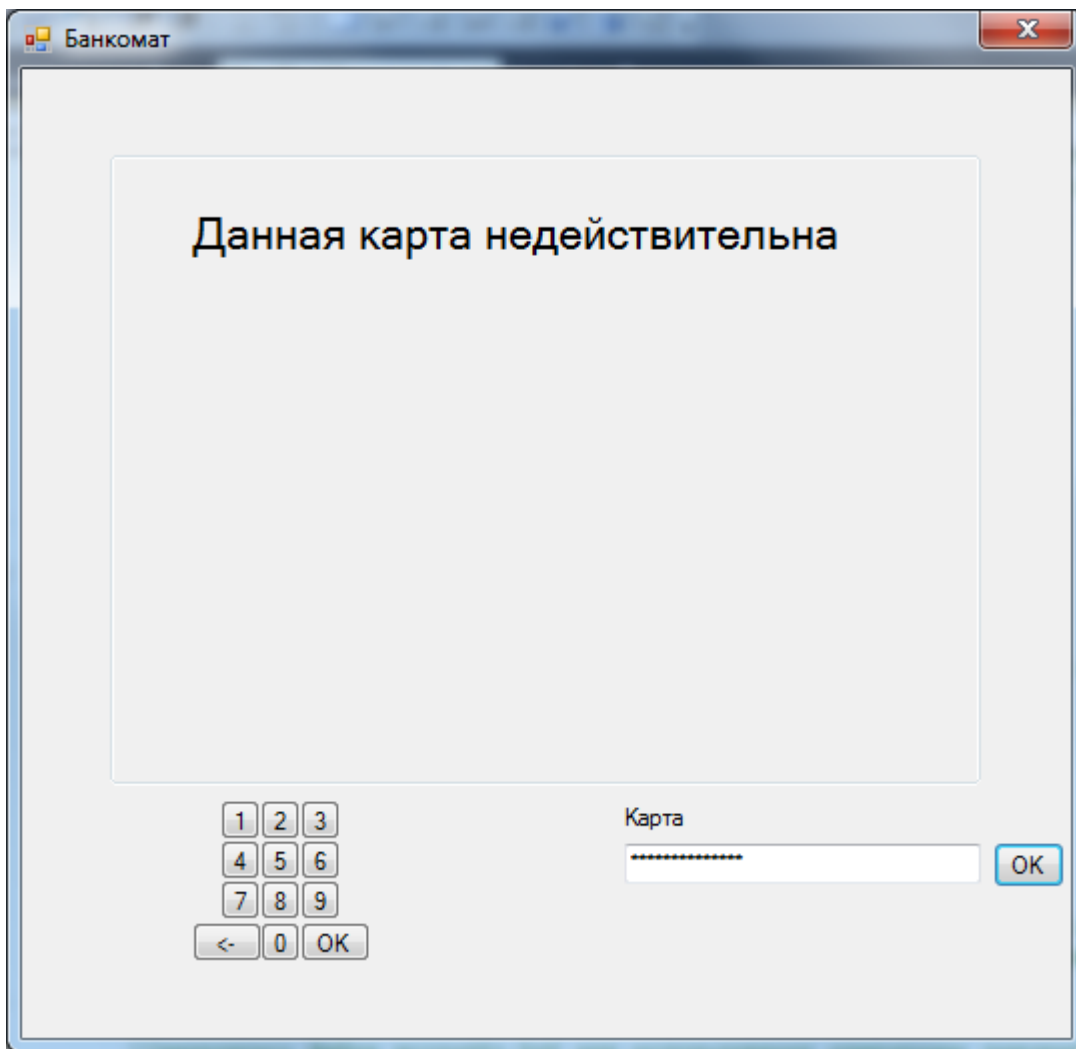 Банкомат
Данная карта недействительна
1 2 3
4 5 6
7 8 9
<- 0 OK
Карта
**************
OK